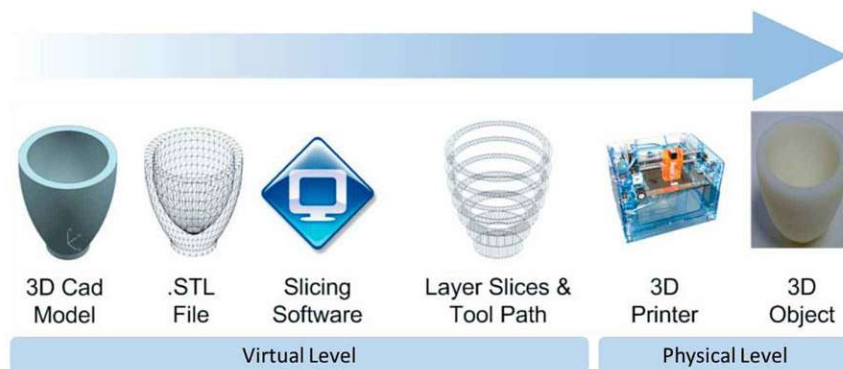 3D Cad
Model
.STL
File
Slicing
Software
Layer Slices &
Tool Path
3D
Printer
3D
Object
Virtual Level
Physical Level